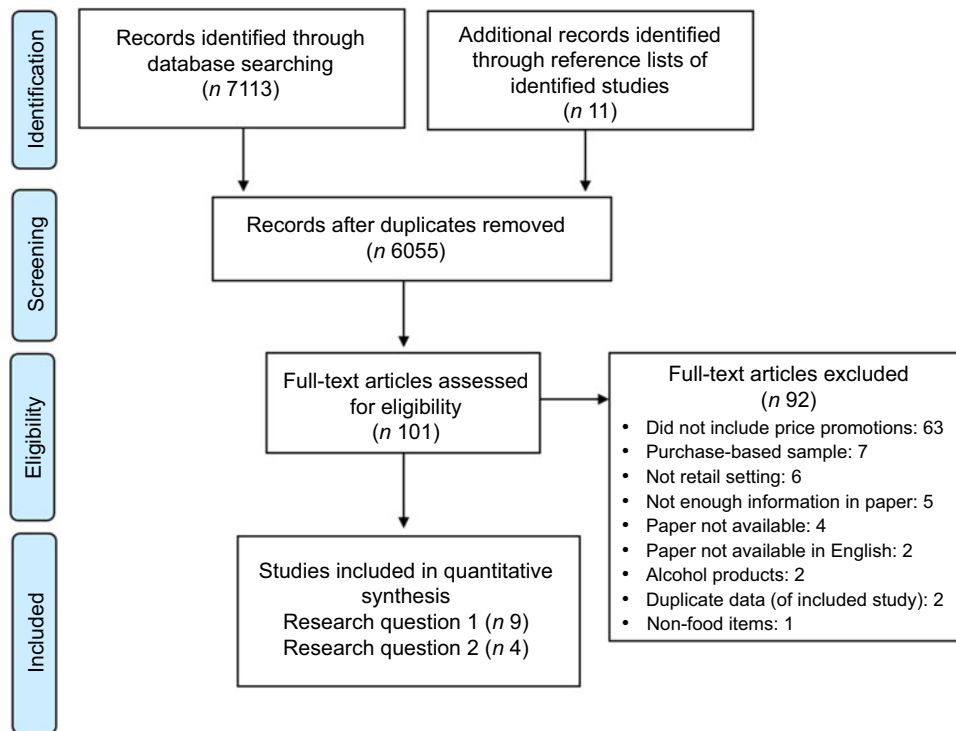 Identification
Records identified through
database searching
(n 7113)
Additional records identified
through reference lists of
identified studies
(n 11)
Screening
Records after duplicates removed
(n 6055)
Eligibility
Full-text articles assessed
for eligibility
(n 101)
Full-text articles excluded
(n 92)
• Did not include price promotions: 63
• Purchase-based sample: 7
• Not retail setting: 6
• Not enough information in paper: 5
• Paper not available: 4
• Paper not available in English: 2
• Alcohol products: 2
• Duplicate data (of included study): 2
• Non-food items: 1
Included
Studies included in quantitative
synthesis
Research question 1 (n 9)
Research question 2 (n 4)